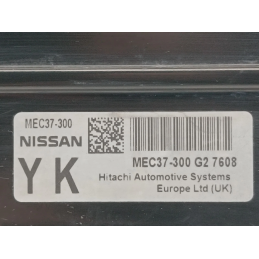 MEC37-300
NISSAN
MEC37-300 G2 7608
YK
Hitachi Automotive Systems
Europe Ltd (UK)